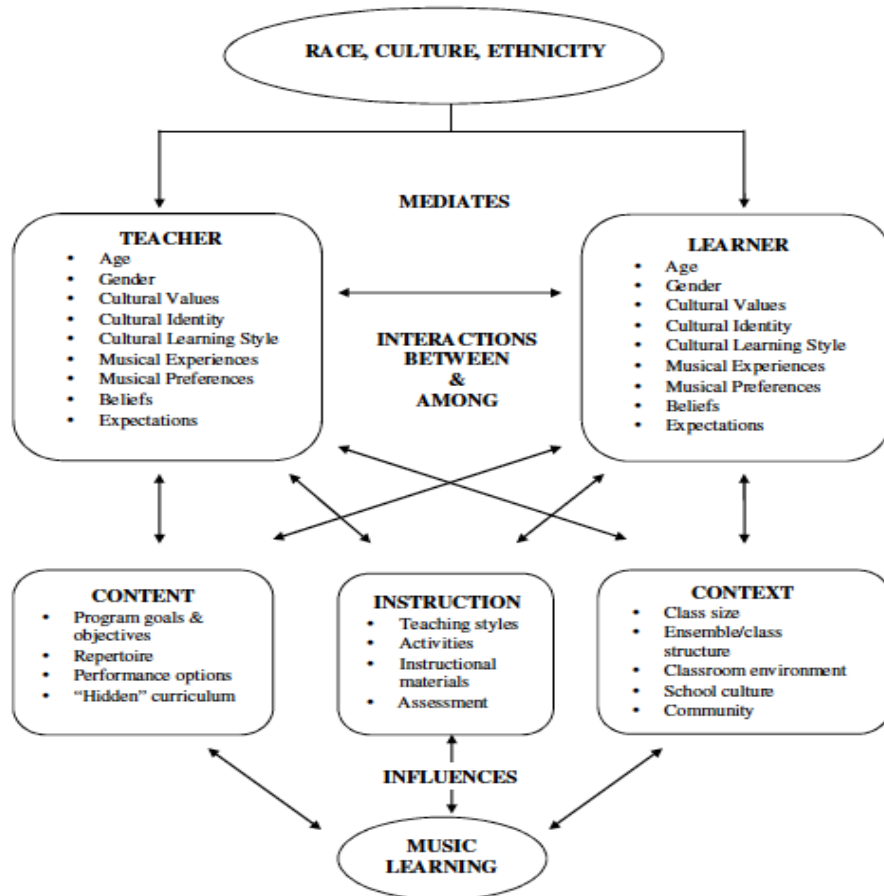 RACE, CULTURE, ETHNICITY
MEDIATES
TEACHER
• Age
• Gender
• Cultural Values
• Cultural Identity
• Cultural Learning Style
• Musical Experiences
• Musical Preferences
• Beliefs
• Expectations
INTERACTIONS
BETWEEN
&
AMONG
LEARNER
• Age
• Gender
• Cultural Values
• Cultural Identity
• Cultural Learning Style
• Musical Experiences
• Musical Preferences
• Beliefs
• Expectations
CONTENT
• Program goals &
objectives
• Repertoire
• Performance options
• “Hidden” curriculum
INSTRUCTION
• Teaching styles
• Activities
• Instructional
materials
• Assessment
CONTEXT
• Class size
• Ensemble/class
structure
• Classroom environment
• School culture
• Community
INFLUENCES
MUSIC
LEARNING